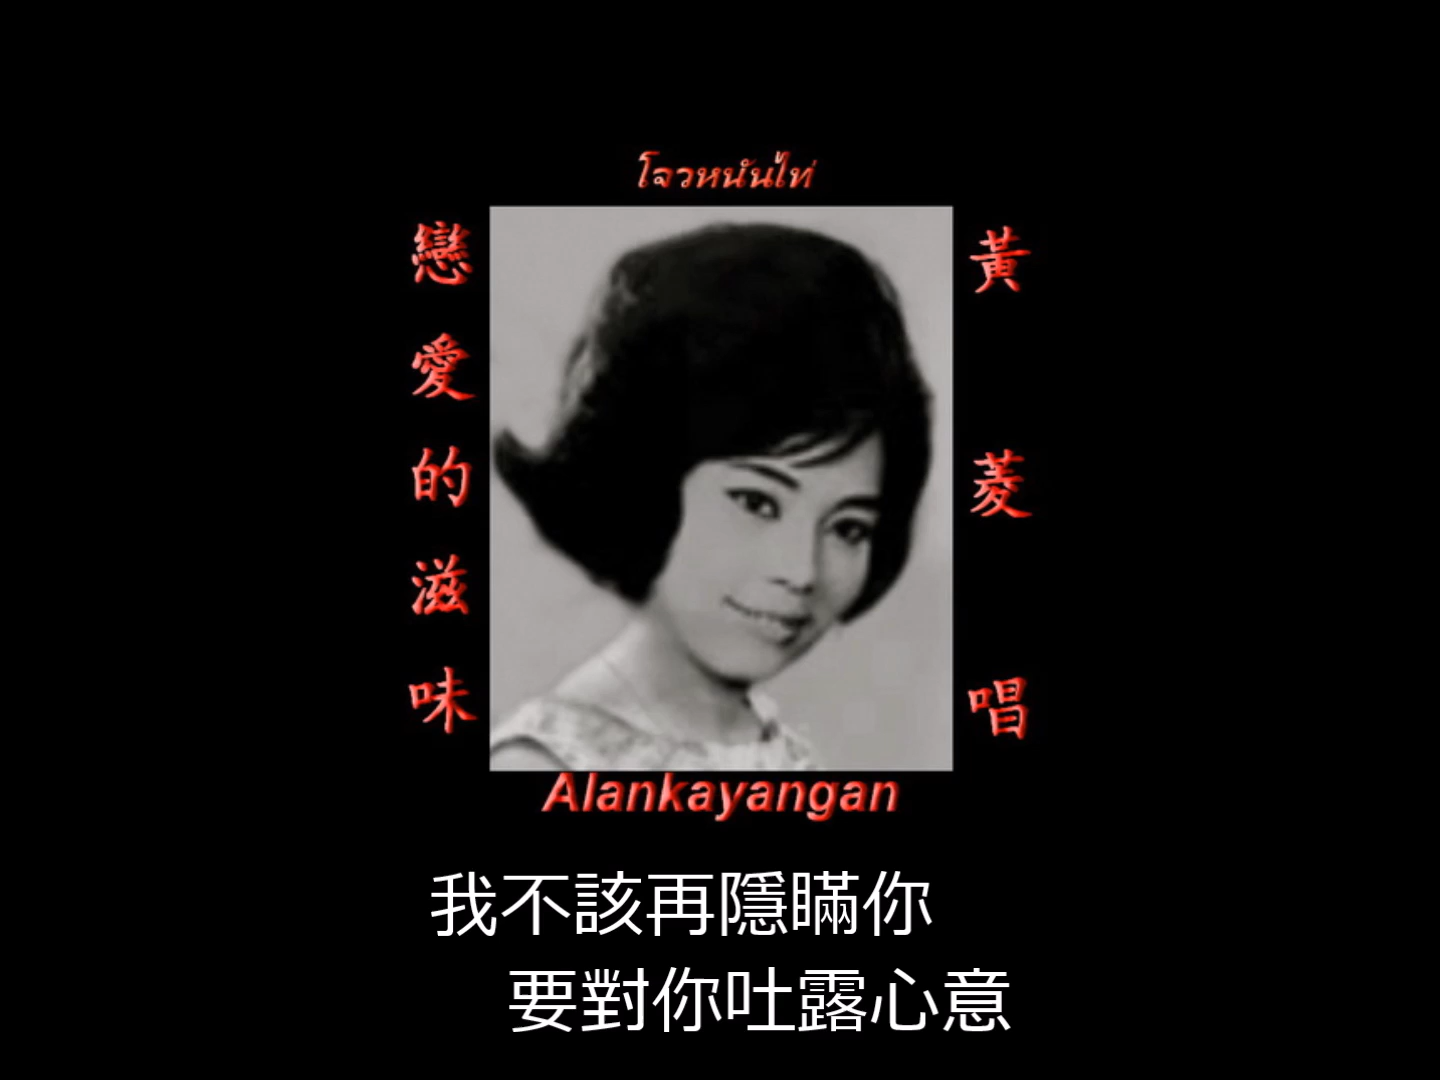 โจวหนันไท่
戀愛的滋味
黃菱唱
Alankayangan
我不該再隱瞞你
要對你吐露心意